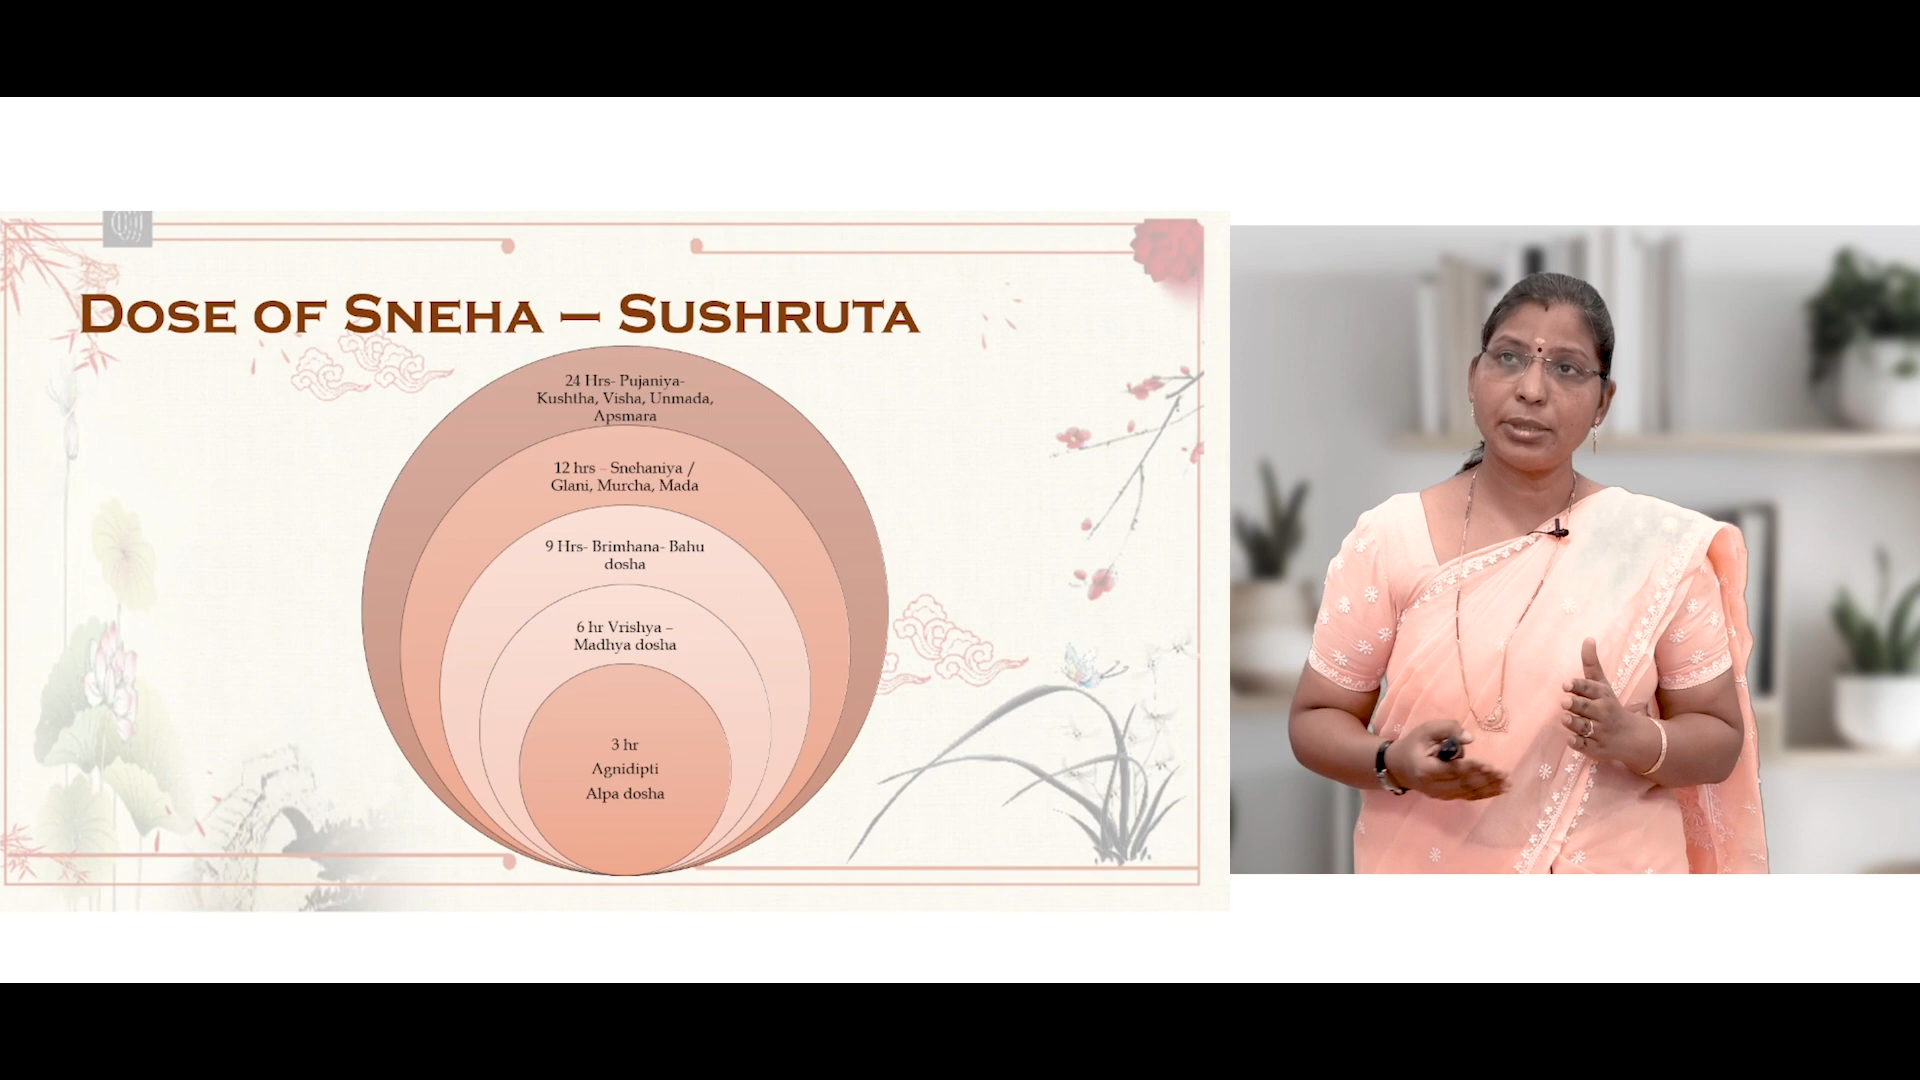 DOSE OF SNEHA – SUSHRUTA
24 Hrs- Pujaniya-
Kushtha, Visha, Unmada,
Apsmara
12 hrs – Snehaniya /
Glani, Murcha, Mada
9 Hrs- Brimhana- Bahu
dosha
6 hr Vrishya –
Madhya dosha
3 hr
Agnidipti
Alpa dosha